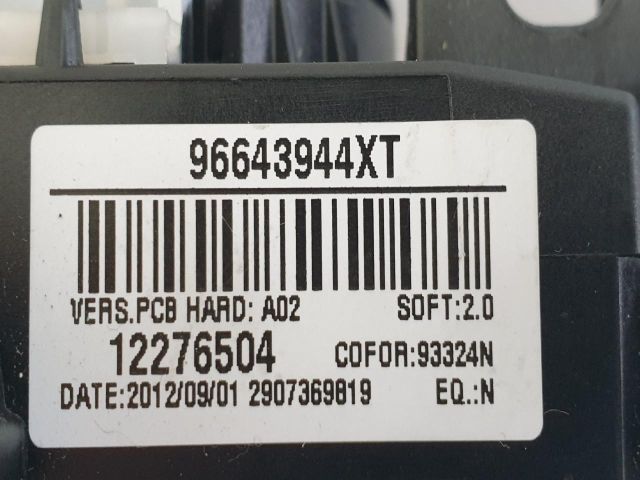 96643944XT
VERS.PCB HARD: A02 SOFT:2.0
12276504 COFOR:93324N
DATE:2012/09/01 2907369819 EQ.:N